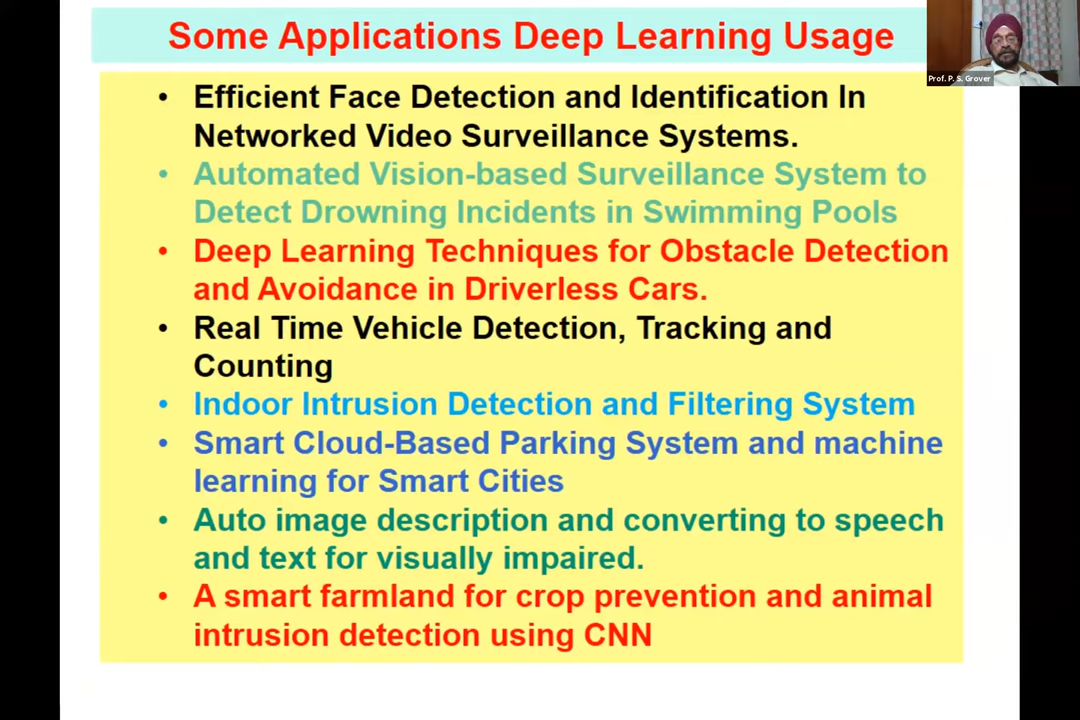 Some Applications Deep Learning Usage
Prof. P. S. Grover
• Efficient Face Detection and Identification In
Networked Video Surveillance Systems.
• Automated Vision-based Surveillance System to
Detect Drowning Incidents in Swimming Pools
• Deep Learning Techniques for Obstacle Detection
and Avoidance in Driverless Cars.
• Real Time Vehicle Detection, Tracking and
Counting
• Indoor Intrusion Detection and Filtering System
• Smart Cloud-Based Parking System and machine
learning for Smart Cities
• Auto image description and converting to speech
and text for visually impaired.
• A smart farmland for crop prevention and animal
intrusion detection using CNN